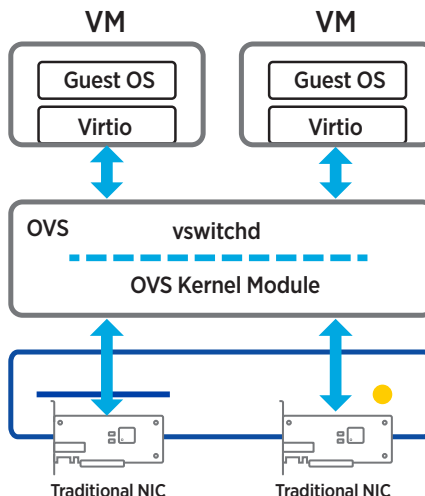 VM VM
Guest OS Guest OS
Virtio Virtio
OVS vswitchd
OVS Kernel Module
Traditional NIC Traditional NIC